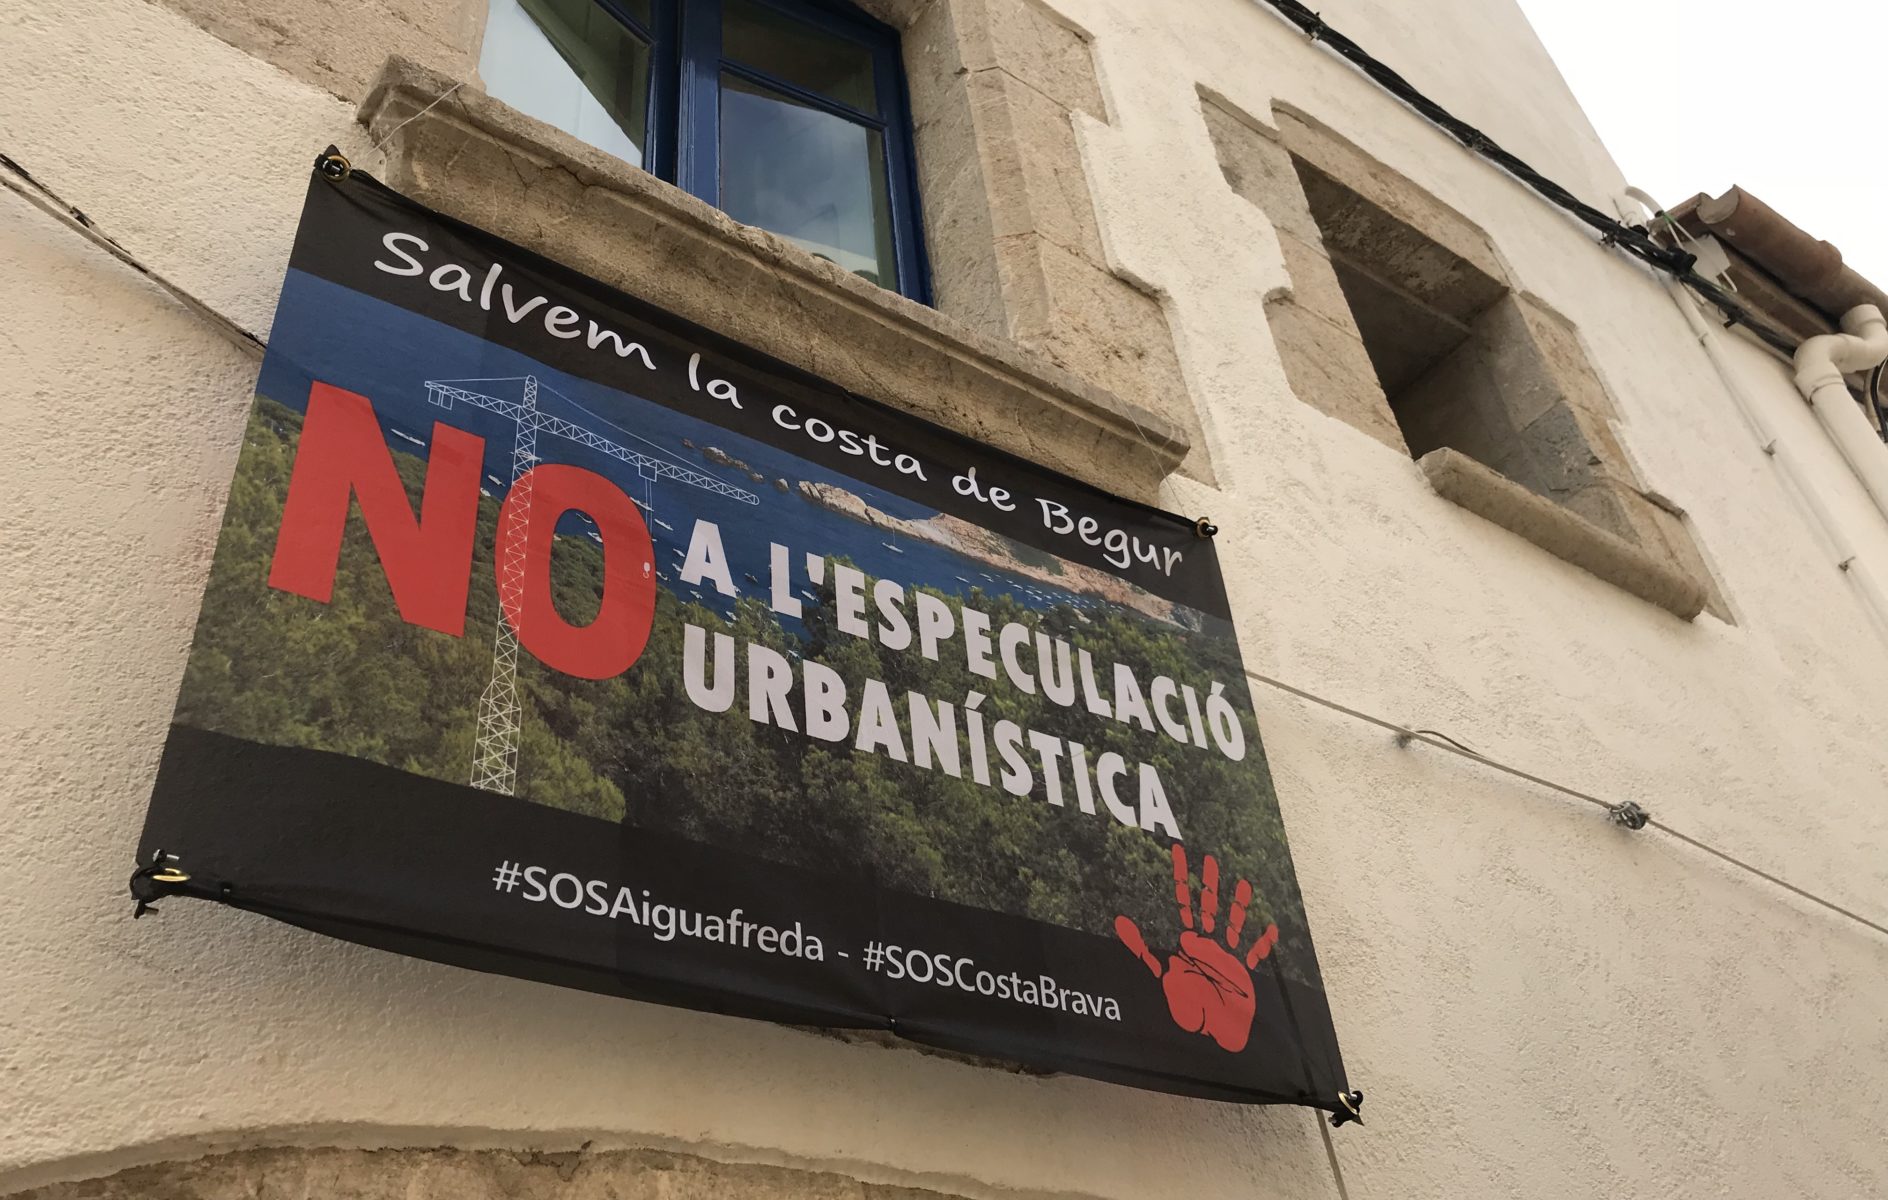 Salvem la costa de Begur
NO A L'ESPECULACIÓ
URBANÍSTICA
#SOSAiguafreda - #SOSCostaBrava